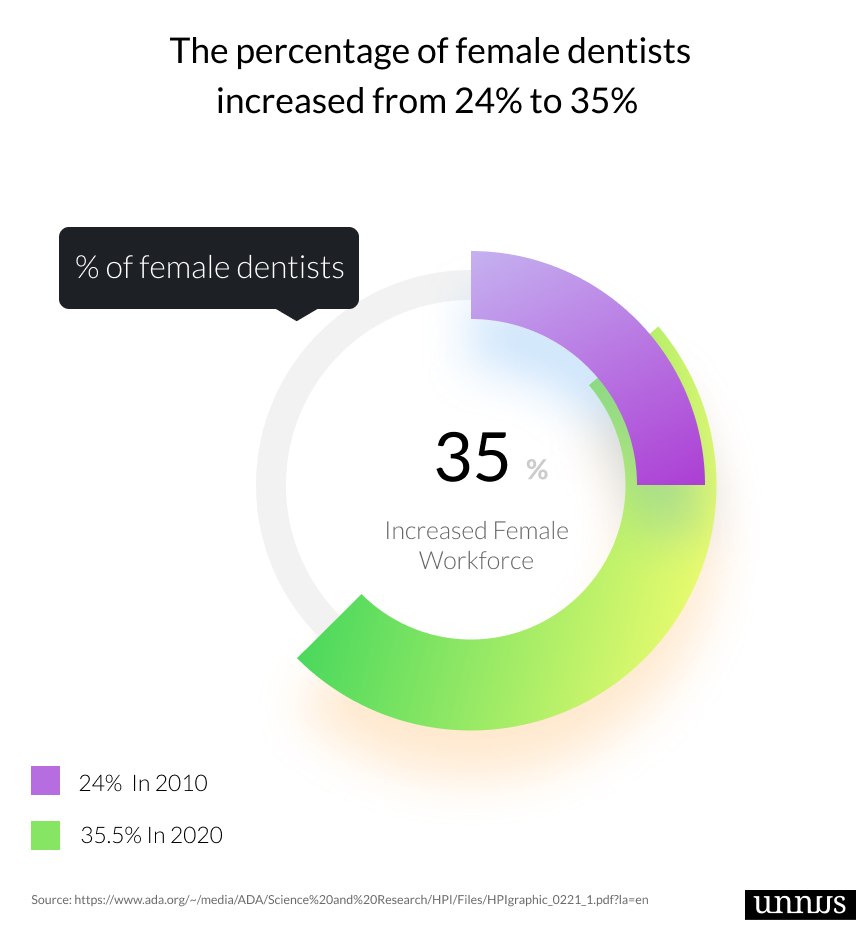 The percentage of female dentists
increased from 24% to 35%
% of female dentists
35 %
Increased Female
Workforce
24% In 2010
35.5% In 2020
Source: https://www.ada.org/~/media/ADA/Science%20and%20Research/HPI/Files/HPIgraphic_0221_1.pdf?la=en
unnus